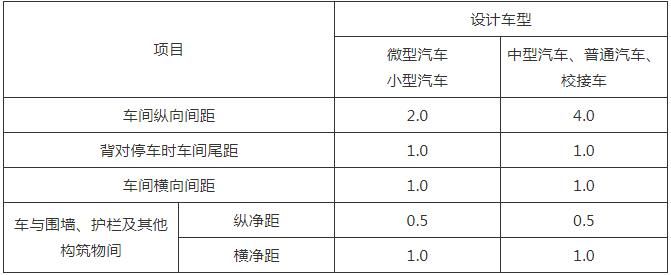 项目
设计车型
微型汽车
小型汽车
中型汽车、普通汽车、
校接车
车间纵向间距
2.0
4.0
背对停车时车间尾距
1.0
1.0
车间横向间距
1.0
1.0
车与围墙、护栏及其他
构筑物间
纵净距
0.5
0.5
横净距
1.0
1.0